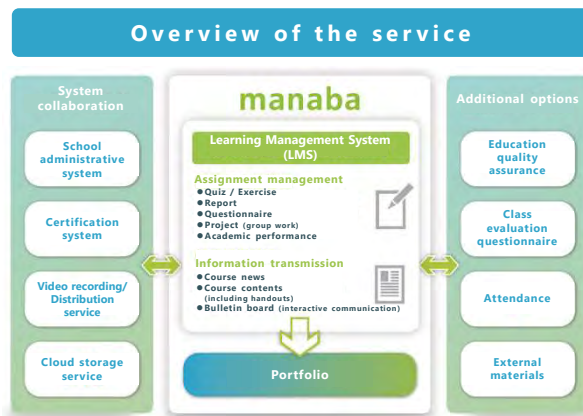 Overview of the service
System
collaboration
School
administrative
system
Certification
system
Video recording/
Distribution
service
Cloud storage
service
manaba
Learning Management System
(LMS)
Assignment management
●Quiz / Exercise
●Report
●Questionnaire
●Project (group work)
●Academic performance
Information transmission
●Course news
●Course contents
(including handouts)
●Bulletin board (interactive communication)
Portfolio
Additional options
Education
quality
assurance
Class
evaluation
questionnaire
Attendance
External
materials